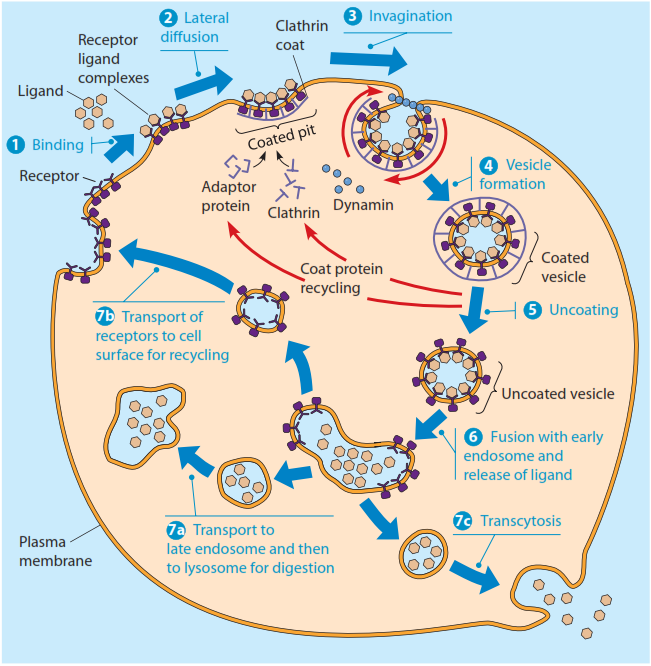 2 Lateral
diffusion
Receptor
ligand
complexes
Clathrin
coat
3 Invagination
Ligand
1 Binding
Coated pit
Receptor
Adaptor
protein
Clathrin
Dynamin
4 Vesicle
formation
Coated
vesicle
Coat protein
recycling
5 Uncoating
7b Transport of
receptors to cell
surface for recycling
Uncoated vesicle
6 Fusion with early
endosome and
release of ligand
7a Transport to
late endosome and then
to lysosome for digestion
7c Transcytosis
Plasma
membrane